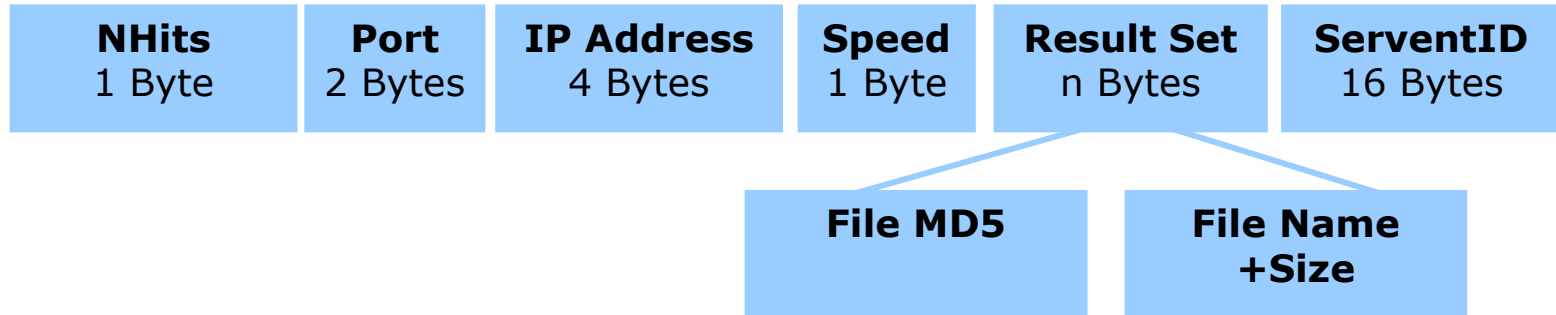 NHits
1 Byte
Port
2 Bytes
IP Address
4 Bytes
Speed
1 Byte
Result Set
n Bytes
ServentID
16 Bytes
File MD5
File Name
+Size